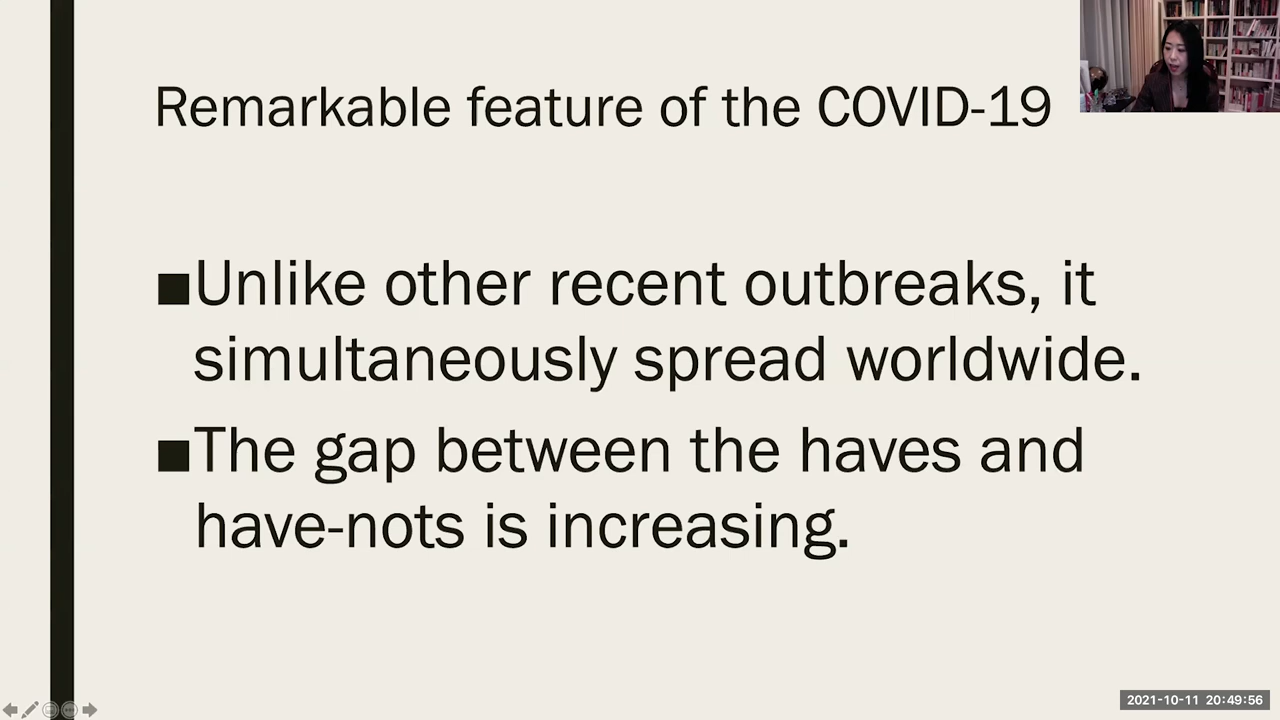 Remarkable feature of the COVID-19
■Unlike other recent outbreaks, it
simultaneously spread worldwide.
■The gap between the haves and
have-nots is increasing.
2021-10-11 20:49:56